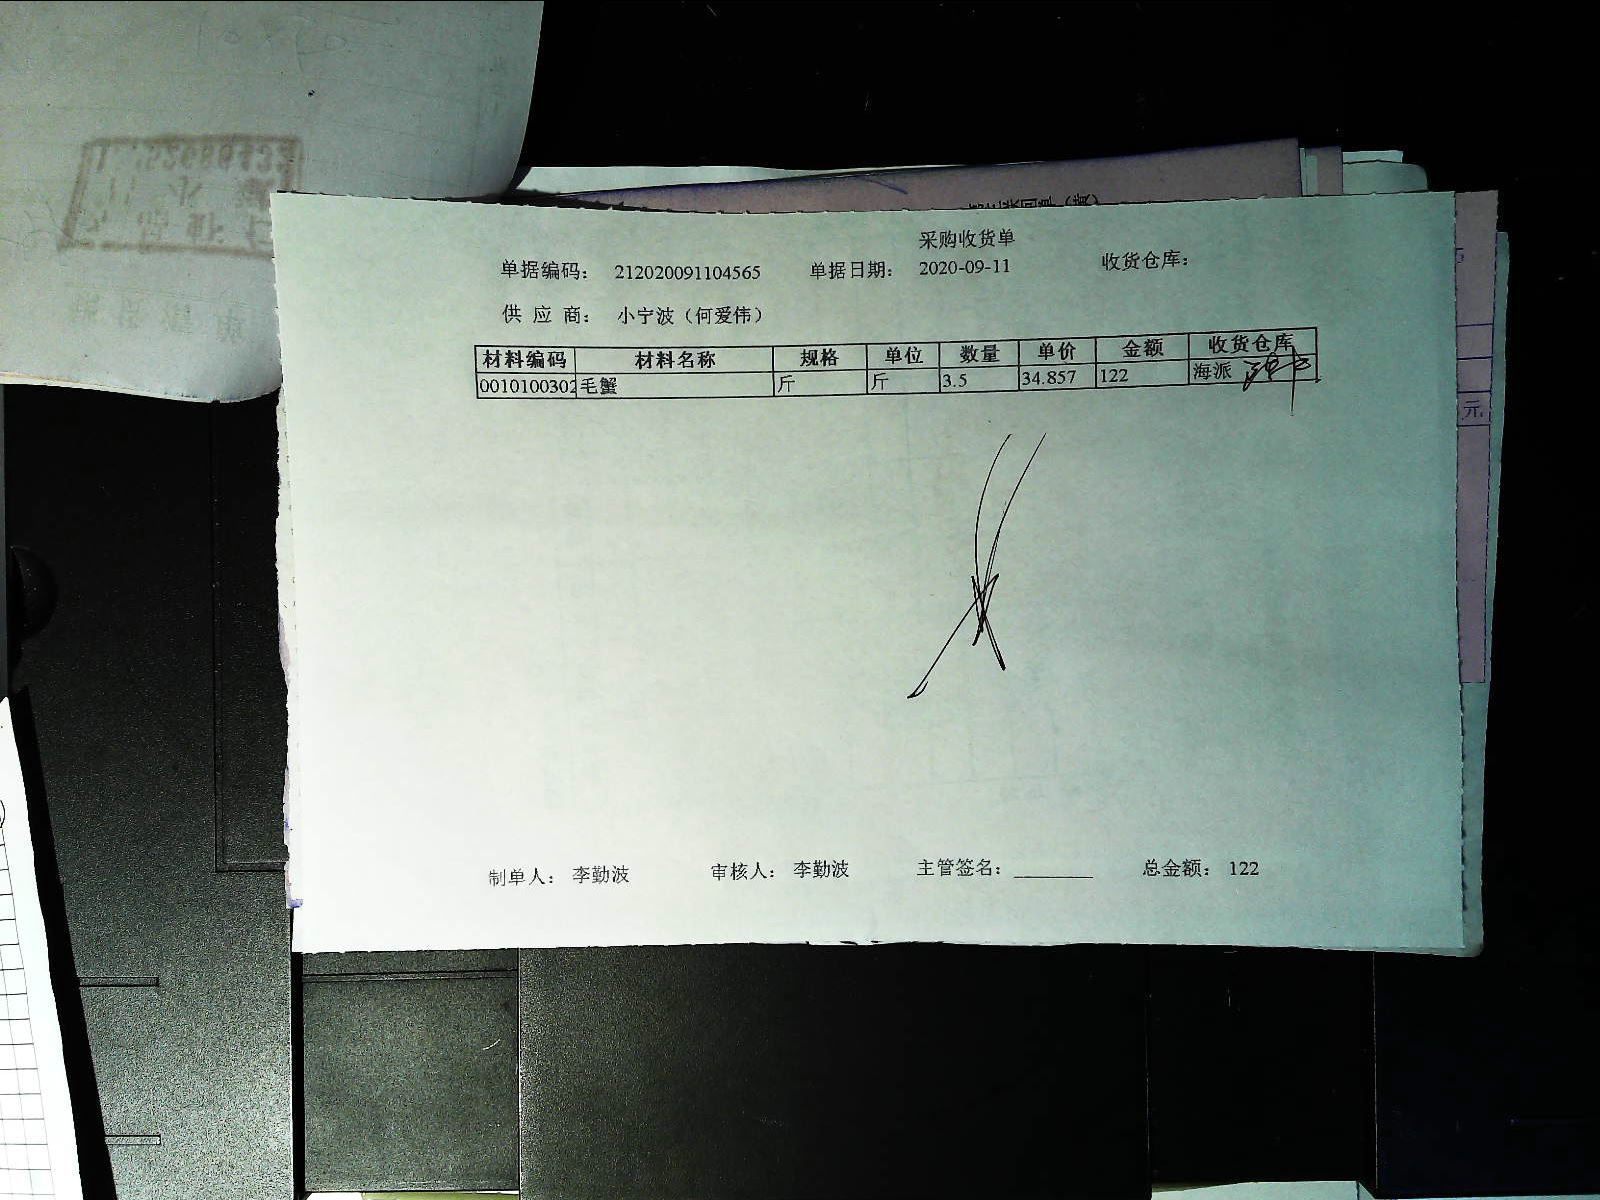 采购收货单
单据编码： 212020091104565 单据日期： 2020-09-11 收货仓库：
供 应 商： 小宁波（何爱伟）
材料编码 材料名称 规格 单位 数量 单价 金额 收货仓库
0010100302 毛蟹 斤 斤 3.5 34.857 122 海派
制单人： 李勤波 审核人： 李勤波 主管签名： 总金额： 122
元